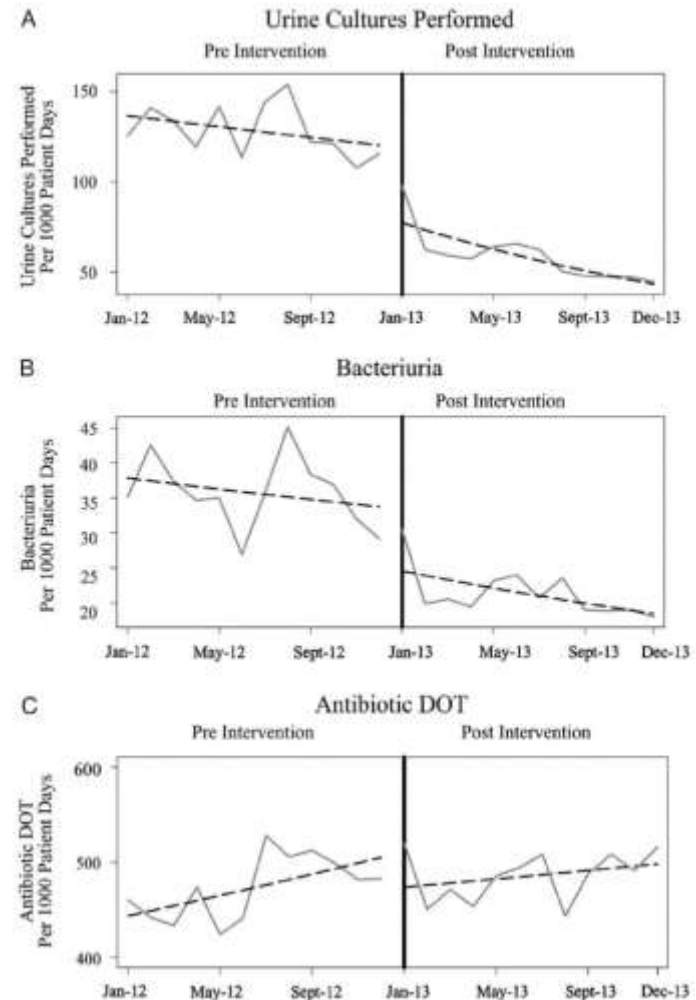 A
Urine Cultures Performed
Pre Intervention Post Intervention
Urine Cultures Performed
Per 1000 Patient Days
150
100
50
Jan-12 May-12 Sept-12 Jan-13 May-13 Sept-13 Dec-13
B
Bacteriuria
Pre Intervention Post Intervention
Bacteriuria
Per 1000 Patient Days
45
40
35
30
25
20
Jan-12 May-12 Sept-12 Jan-13 May-13 Sept-13 Dec-13
C
Antibiotic DOT
Pre Intervention Post Intervention
Antibiotic DOT
Per 1000 Patient Days
600
500
400
Jan-12 May-12 Sept-12 Jan-13 May-13 Sept-13 Dec-13